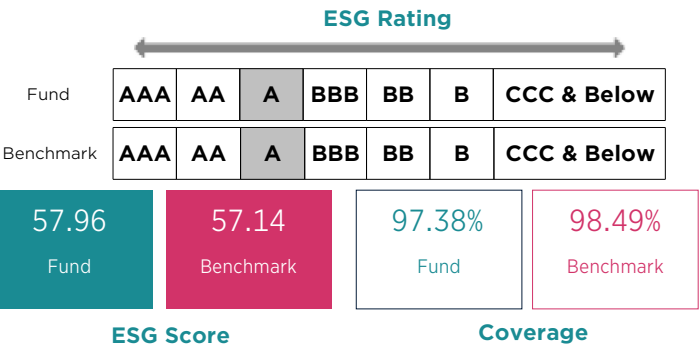 ESG Rating
Fund AAA AA A BBB BB B CCC & Below
Benchmark AAA AA A BBB BB B CCC & Below
57.96 57.14 97.38% 98.49%
Fund Benchmark Fund Benchmark
ESG Score Coverage